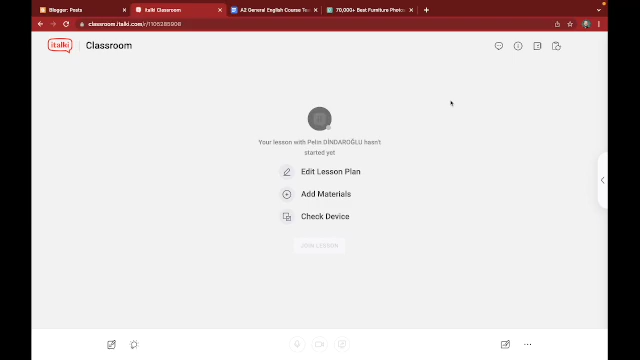 Blogger: Posts
italki Classroom
A2 General English Course Te
70,000+ Best Furniture Photo
classroom.italki.com/r/1105285908
italki
Classroom
Your lesson with Pelin DİNDAROĞLU hasn't
started yet
Edit Lesson Plan
Add Materials
Check Device
JOIN LESSON